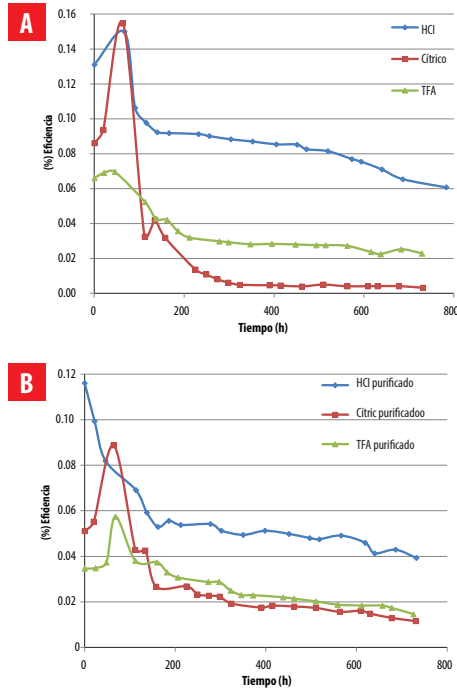 A
0.16
0.14
0.12
0.10
0.08
0.06
0.04
0.02
0.00
(%) Eficiencia
HCl
Cítrico
TFA
0 200 400 600 800
Tiempo (h)
B
0.12
0.10
0.08
0.06
0.04
0.02
0
(%) Eficiencia
HCl purificado
Cítric purificadoo
TFA purificado
0 200 400 600 800
Tiempo (h)